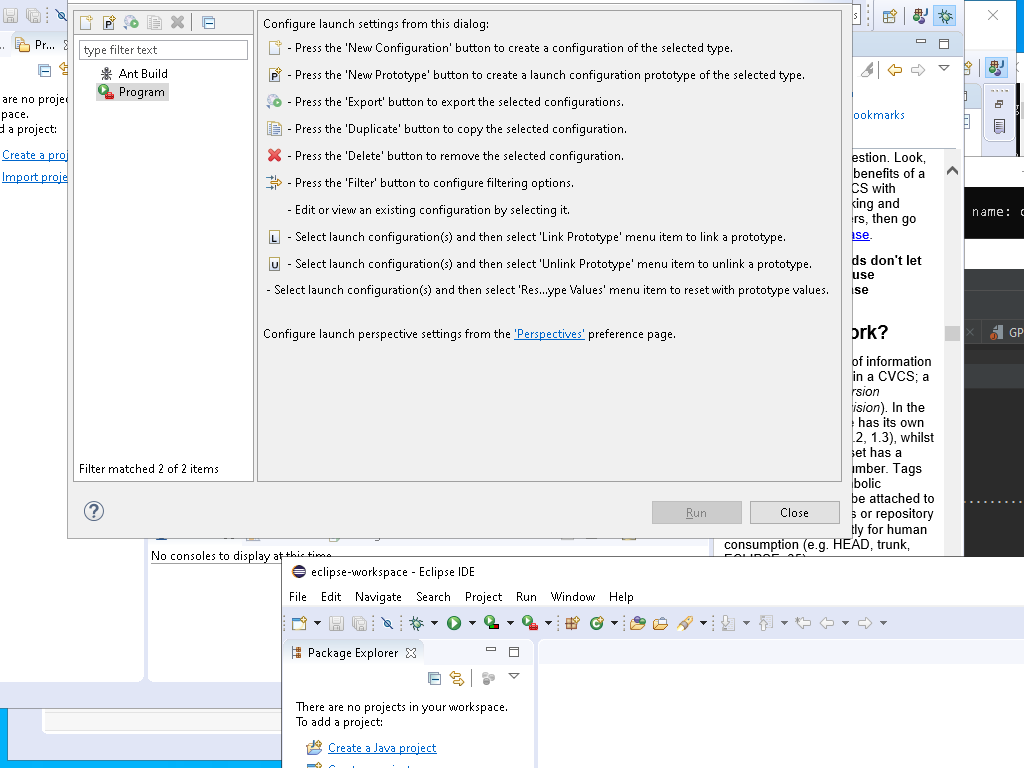 Pr...
are no projec
pace.
d a project:
Create a proj
Import proje
type filter text
Ant Build
Program
Filter matched 2 of 2 items
Configure launch settings from this dialog:
- Press the 'New Configuration' button to create a configuration of the selected type.
- Press the 'New Prototype' button to create a launch configuration prototype of the selected type.
- Press the 'Export' button to export the selected configurations.
- Press the 'Duplicate' button to copy the selected configuration.
- Press the 'Delete' button to remove the selected configuration.
- Press the 'Filter' button to configure filtering options.
- Edit or view an existing configuration by selecting it.
L - Select launch configuration(s) and then select 'Link Prototype' menu item to link a prototype.
U - Select launch configuration(s) and then select 'Unlink Prototype' menu item to unlink a prototype.
- Select launch configuration(s) and then select 'Res...ype Values' menu item to reset with prototype values.
Configure launch perspective settings from the 'Perspectives' preference page.
Run
Close
ookmarks
estion. Look,
benefits of a
CS with
king and
ers, then go
ase.
ds don't let
use
ase
ork?
of information
in a CVCS; a
ersion
vision). In the
e has its own
.2, 1.3), whilst
set has a
umber. Tags
bolic
be attached to
s or repository
tly for human
consumption (e.g. HEAD, trunk,
name:
GP
No consoles to display at this time.
eclipse-workspace - Eclipse IDE
File Edit Navigate Search Project Run Window Help
Package Explorer
There are no projects in your workspace.
To add a project:
Create a Java project